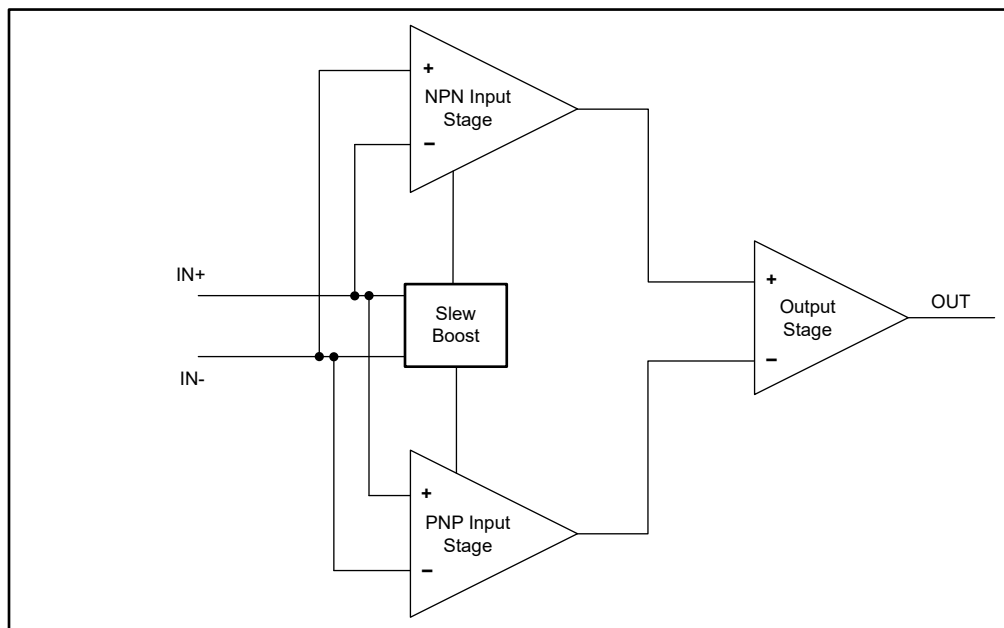 +
NPN Input
Stage
−
IN+
IN-
Slew
Boost
+
Output
Stage
−
OUT
+
PNP Input
Stage
−